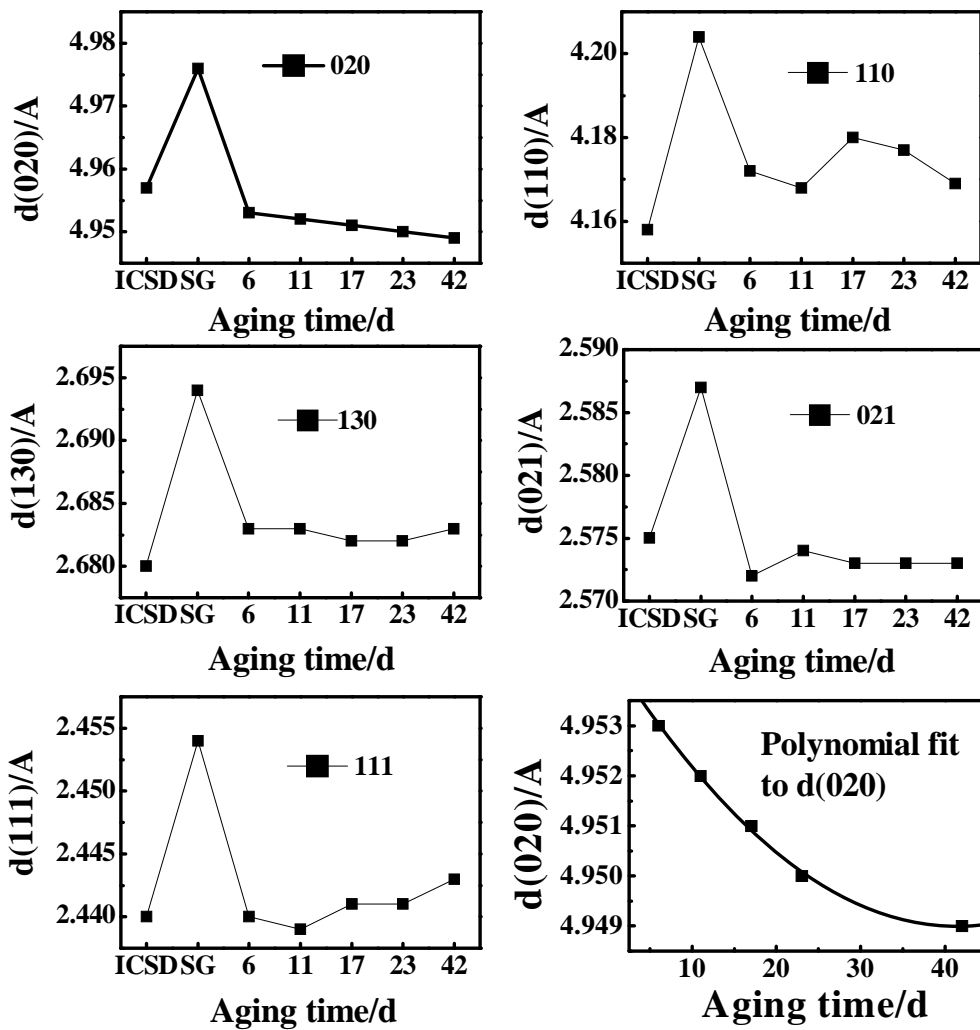 d(020)/A
4.98
4.97
4.96
4.95
020
ICSD SG 6 11 17 23 42
Aging time/d
d(110)/A
4.20
4.18
4.16
110
ICSD SG 6 11 17 23 42
Aging time/d
d(130)/A
2.695
2.690
2.685
2.680
130
ICSD SG 6 11 17 23 42
Aging time/d
d(021)/A
2.590
2.585
2.580
2.575
2.570
021
ICSD SG 6 11 17 23 42
Aging time/d
d(111)/A
2.455
2.450
2.445
2.440
111
ICSD SG 6 11 17 23 42
Aging time/d
d(020)/A
4.953
4.952
4.951
4.950
4.949
Polynomial fit
to d(020)
10 20 30 40
Aging time/d